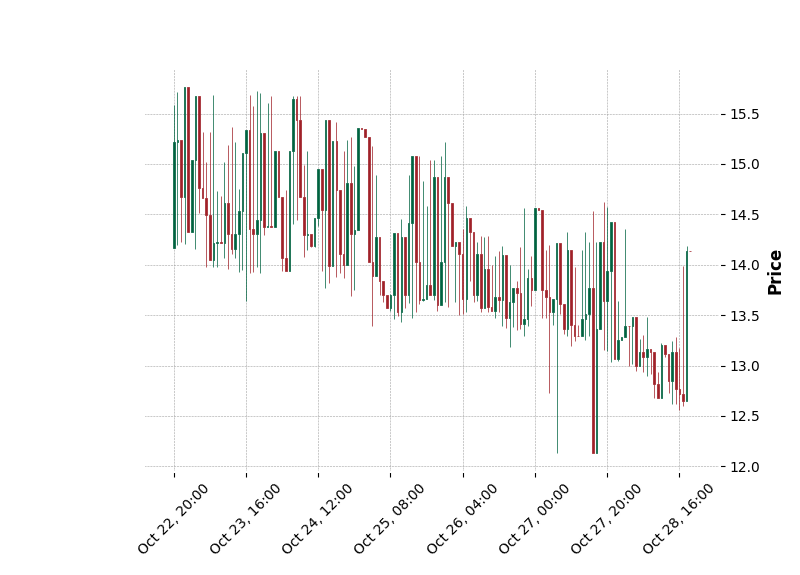 15.5
15.0
14.5
14.0
13.5
13.0
12.5
12.0
Price
Oct 22, 20:00
Oct 23, 16:00
Oct 24, 12:00
Oct 25, 08:00
Oct 26, 04:00
Oct 27, 00:00
Oct 27, 20:00
Oct 28, 16:00